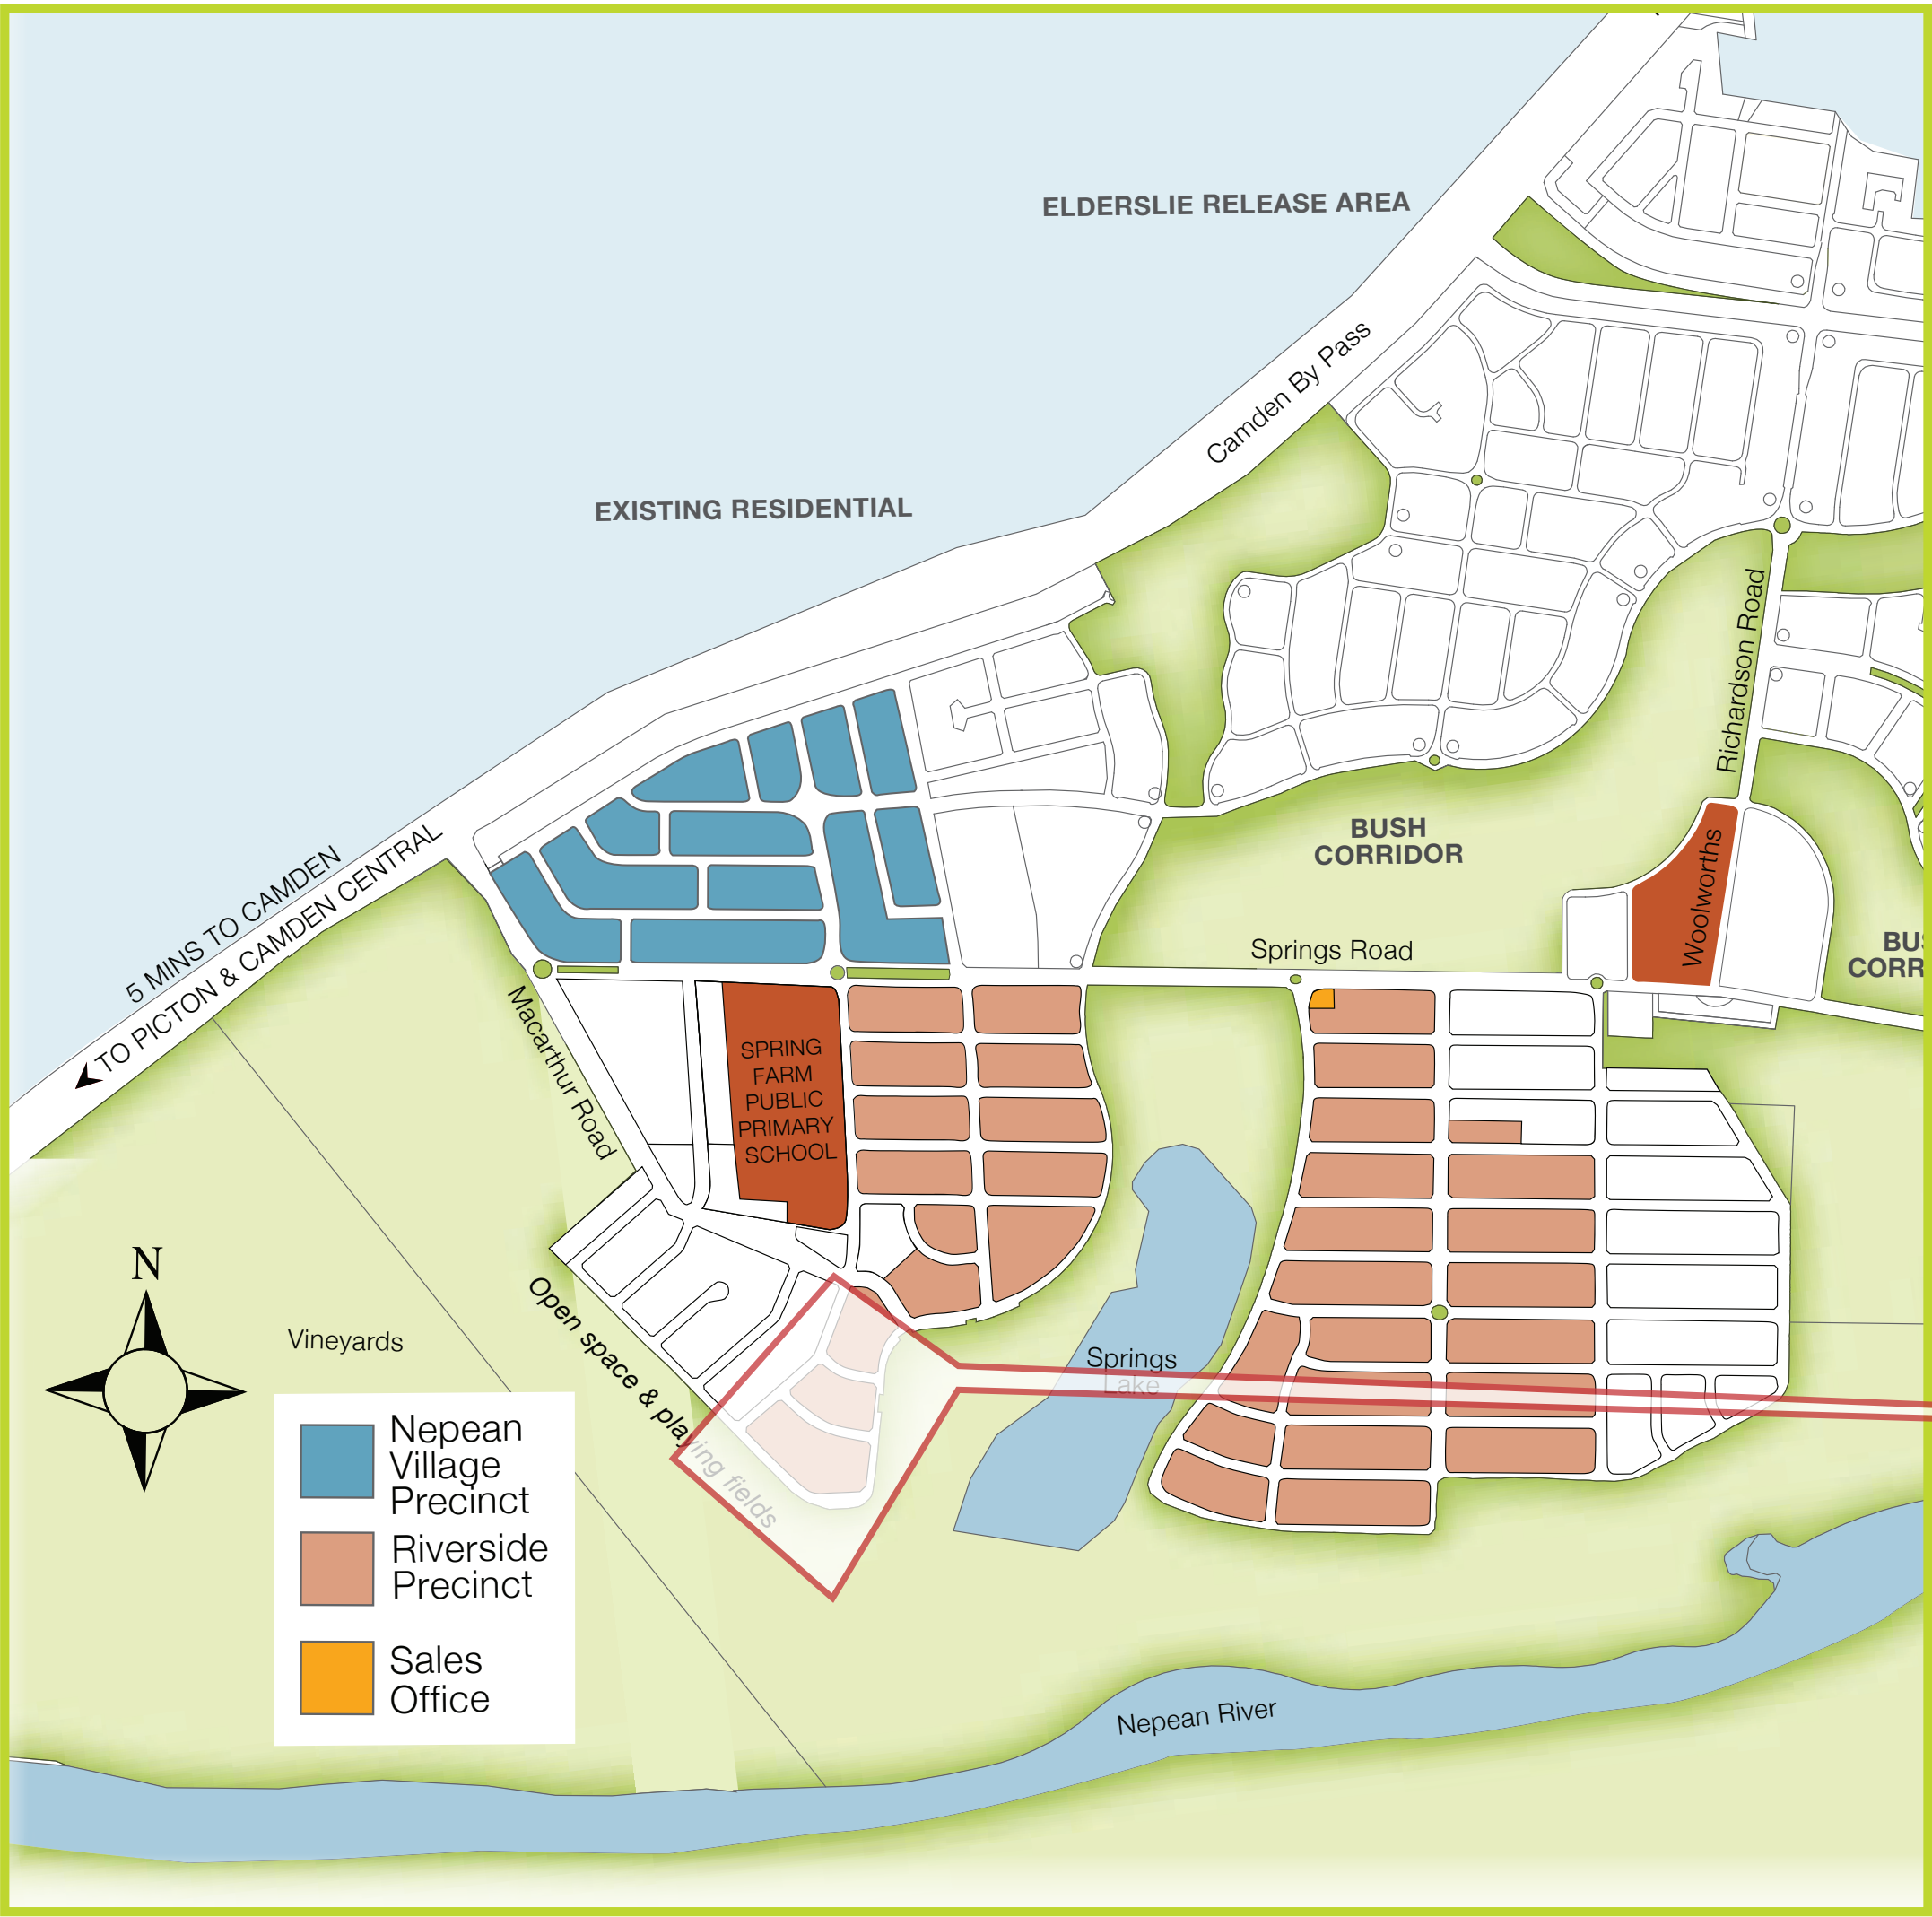 ELDERSLIE RELEASE AREA
Camden By Pass
EXISTING RESIDENTIAL
Richardson Road
BUSH
CORRIDOR
Woolworths
5 MINS TO CAMDEN
TO PICTON & CAMDEN CENTRAL
Springs Road
BUS
CORR
Macarthur Road
SPRING
FARM
PUBLIC
PRIMARY
SCHOOL
N
Open space & playing fields
Vineyards
Springs
Lake
Nepean
Village
Precinct
Riverside
Precinct
Sales
Office
Nepean River